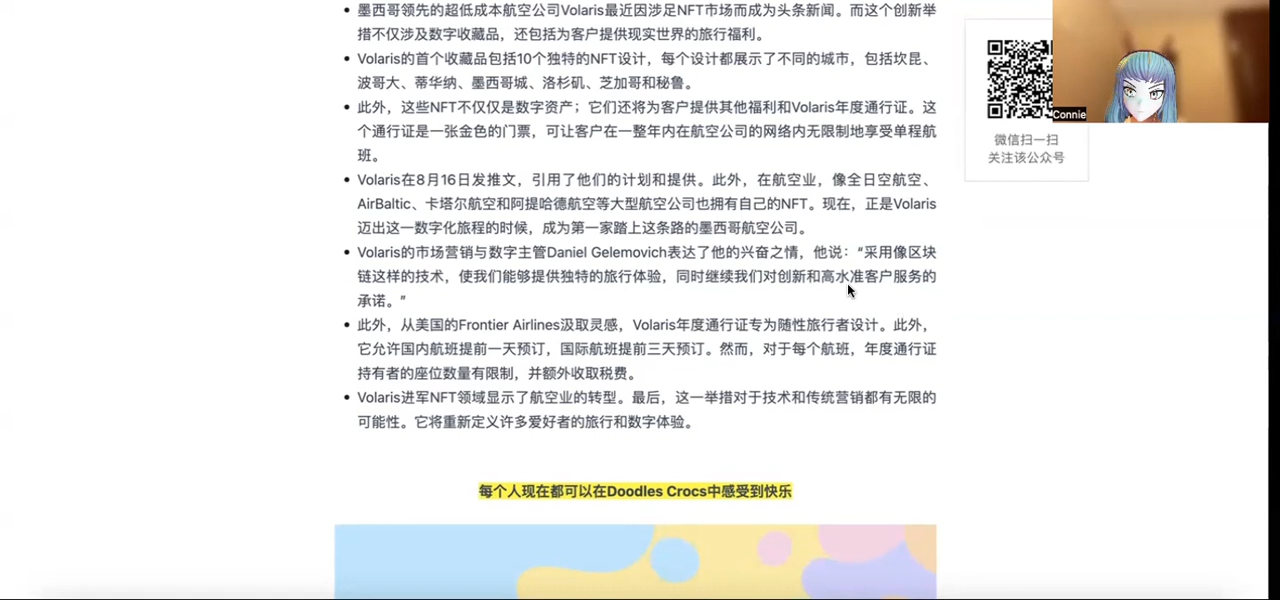 墨西哥领先的超低成本航空公司Volaris最近因涉足NFT市场而成为头条新闻。而这个创新举
措不仅涉及数字收藏品，还包括为客户提供现实世界的旅行福利。
Volaris的首个收藏品包括10个独特的NFT设计，每个设计都展示了不同的城市，包括坎昆、
波哥大、蒂华纳、墨西哥城、洛杉矶、芝加哥和秘鲁。
此外，这些NFT不仅仅是数字资产；它们还将为客户提供其他福利和Volaris年度通行证。这
个通行证是一张金色的门票，可让客户在一整年内在航空公司的网络内无限制地享受单程航
班。
Volaris在8月16日发推文，引用了他们的计划和提供。此外，在航空业，像全日空航空、
AirBaltic、卡塔尔航空和阿提哈德航空等大型航空公司也拥有自己的NFT。现在，正是Volaris
迈出这一数字化旅程的时候，成为第一家踏上这条路的墨西哥航空公司。
Volaris的市场营销与数字主管Daniel Gelemovich表达了他的兴奋之情，他说：“采用像区块
链这样的技术，使我们能够提供独特的旅行体验，同时继续我们对创新和高水准客户服务的
承诺。”
此外，从美国的Frontier Airlines汲取灵感，Volaris年度通行证专为随性旅行者设计。此外，
它允许国内航班提前一天预订，国际航班提前三天预订。然而，对于每个航班，年度通行证
持有者的座位数量有限制，并额外收取税费。
Volaris进军NFT领域显示了航空业的转型。最后，这一举措对于技术和传统营销都有无限的
可能性。它将重新定义许多爱好者的旅行和数字体验。
每个人现在都可以在Doodles Crocs中感受到快乐
Connie
微信扫一扫
关注该公众号